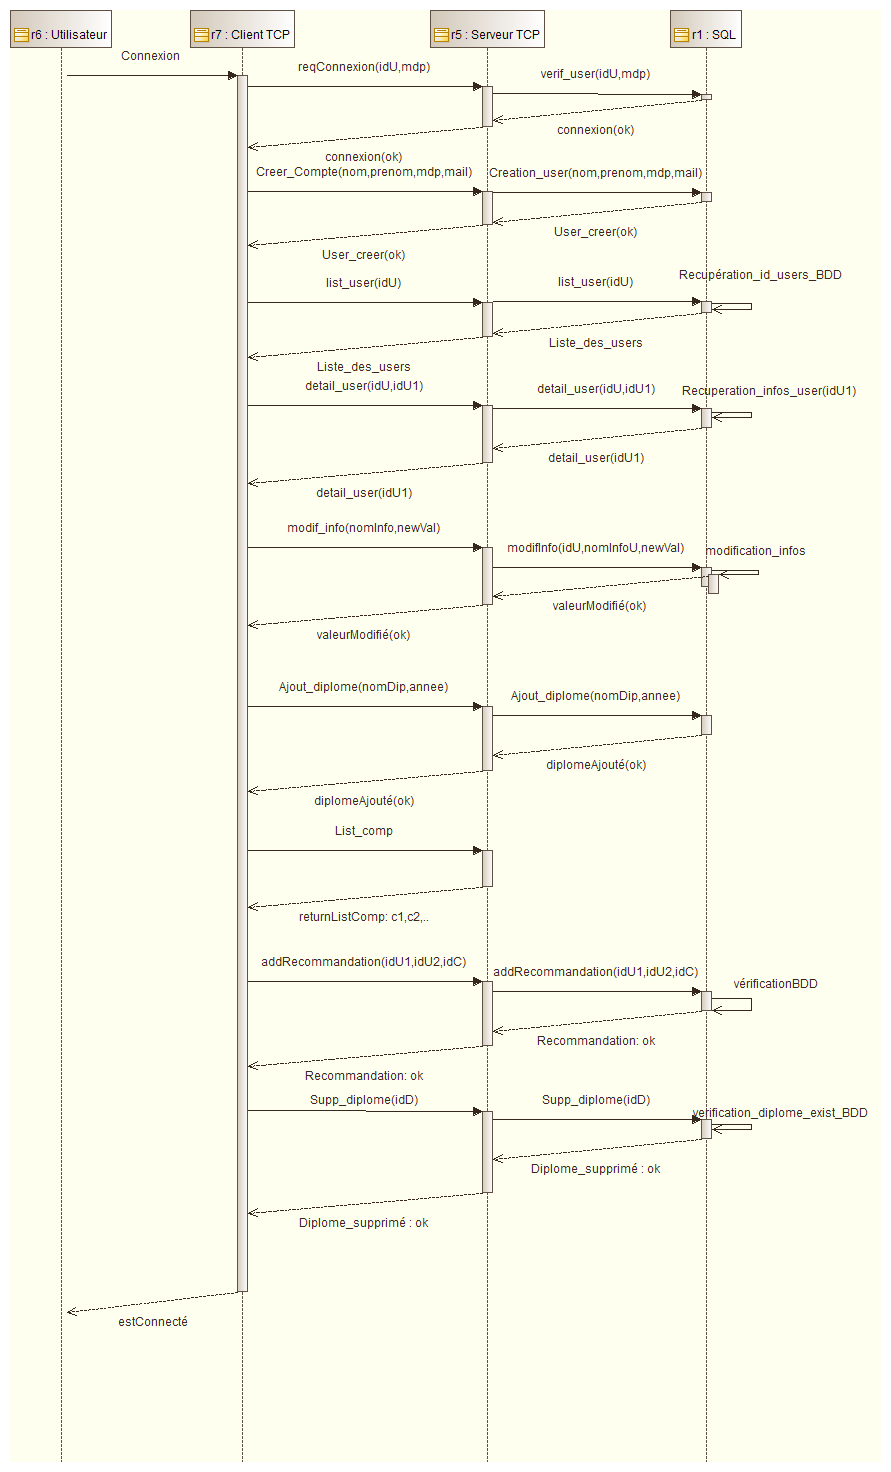 r6 : Utilisateur
r7 : Client TCP
r5 : Serveur TCP
r1 : SQL
Connexion
reqConnexion(idU,mdp)
verif_user(idU,mdp)
connexion(ok)
connexion(ok)
Creer_Compte(nom,prenom,mdp,mail)
Creation_user(nom,prenom,mdp,mail)
User_creer(ok)
User_creer(ok)
list_user(idU)
list_user(idU)
Recupération_id_users_BDD
Liste_des_users
Liste_des_users
detail_user(idU,idU1)
detail_user(idU,idU1)
Recuperation_infos_user(idU1)
detail_user(idU1)
detail_user(idU1)
modif_info(nomInfo,newVal)
modifInfo(idU,nomInfoU,newVal)
modification_infos
valeurModifié(ok)
valeurModifié(ok)
Ajout_diplome(nomDip,annee)
Ajout_diplome(nomDip,annee)
diplomeAjouté(ok)
diplomeAjouté(ok)
List_comp
returnListComp: c1,c2,..
addRecommandation(idU1,idU2,idC)
addRecommandation(idU1,idU2,idC)
vérificationBDD
Recommandation: ok
Recommandation: ok
Supp_diplome(idD)
Supp_diplome(idD)
verification_diplome_exist_BDD
Diplome_supprimé : ok
Diplome_supprimé : ok
estConnecté